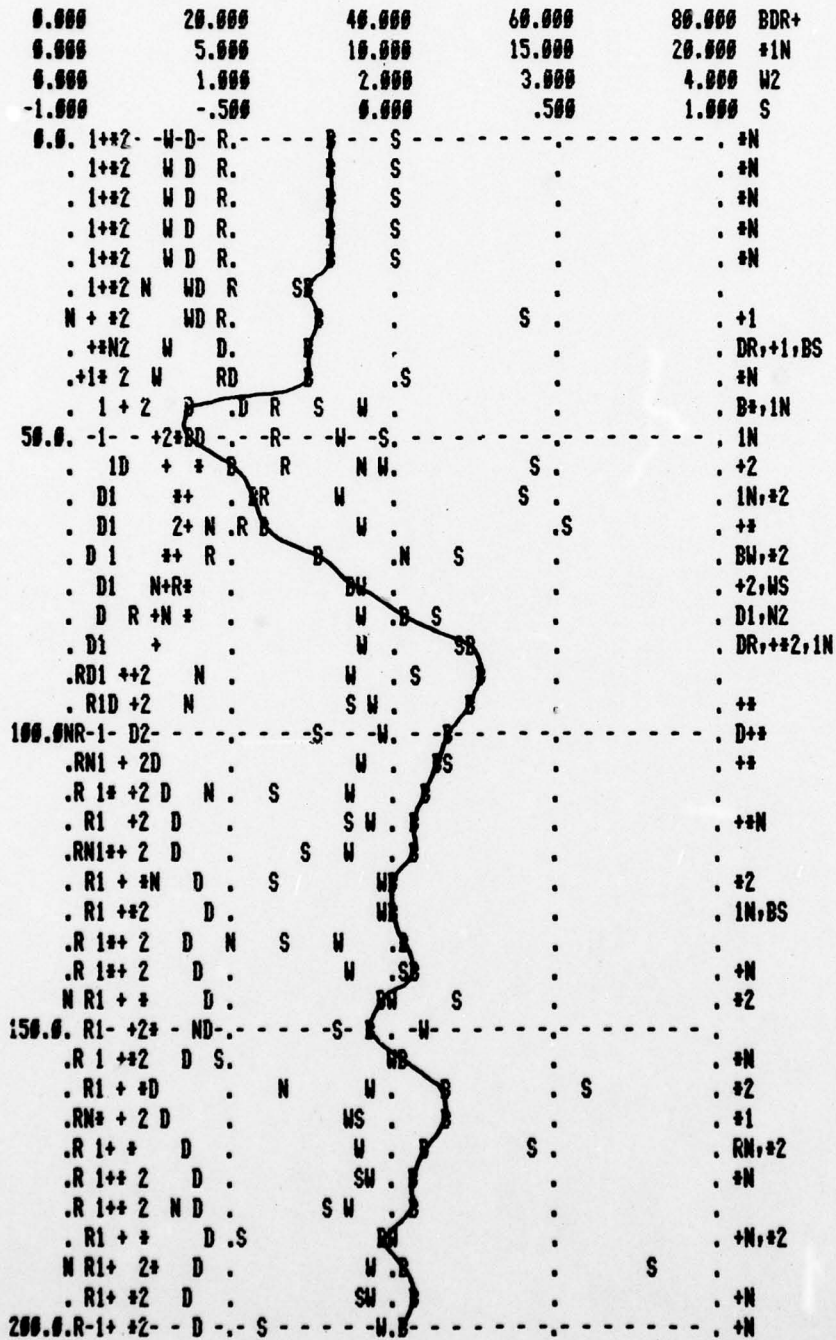 0.000 20.000 40.000 60.000 80.000 BDR+
0.000 5.000 10.000 15.000 20.000 *1N
0.000 1.000 2.000 3.000 4.000 W2
-1.000 -.500 0.000 .500 1.000 S
0.0. 1+*2- -W-D- R.- - - - -B- - -S- - - - - - - . - - - - - - - . *N
. 1+*2 W D R. B S . . *N
. 1+*2 W D R. B S . . *N
. 1+*2 W D R. B S . . *N
. 1+*2 W D R. B S . . *N
. 1+*2 N WD R SB . . .
N + *2 WD R. B . S . . +1
. +*N2 W D. B . . . DR,+1,BS
.+1* 2 W RD B .S . . *N
. 1 + 2 B .D R S W . . . B*,1N
50.0. -1- - +2*BD - - -R- - -W- -S. - - - - - - - . - - - - - - - . 1N
. 1D + * B R N W. S . . +2
. D1 *+ .BR W . S . . 1N,*2
. D1 2+ N .R B W . .S . +*
. D 1 *+ R . B .N S . . BW,*2
. D1 N+R* . BW . . . +2,WS
. D R +N * . W .B S . . D1,N2
. D1 + . W . SB . . DR,+*2,1N
.RD1 ++2 N . W . S B . .
. R1D +2 N . S W . B . . +*
100.0NR-1- D2- - - - . - - - -S- - -W. - -B- - - - - . - - - - - - - . D+*
.RN1 + 2D . W . BS . . +*
.R 1* +2 D N . S W . B . .
. R1 +2 D . S W . B . . +*N
.RN1*+ 2 D . S W . B . .
. R1 + *N D . S WB . . *2
. R1 +*2 D . WB . . 1N,BS
.R 1*+ 2 D N S W .B . .
.R 1*+ 2 D . W .SB . . +N
N R1 + * D . BW S . . *2
150.0. R1- +2* - ND-. - - - -S- -B- . -W- - - - - - . - - - - - - - . 
.R 1 +*2 D S. WB . . *N
. R1 + *D . N W . B .S . *2
.RN* + 2 D . WS . B . . *1
.R 1+ * D . W . B S . . RN,*2
.R 1+* 2 D . SW . B . . *N
.R 1+* 2 N D . S W . B . .
. R1 + * D .S BW . . +N,*2
N R1+ 2* D . W .B . S . 
. R1+ *2 D . SW . B . . +N
200.0.R-1+ *2- - D - . -S- - - - -W.B- - - - - - - . - - - - - - - . +N